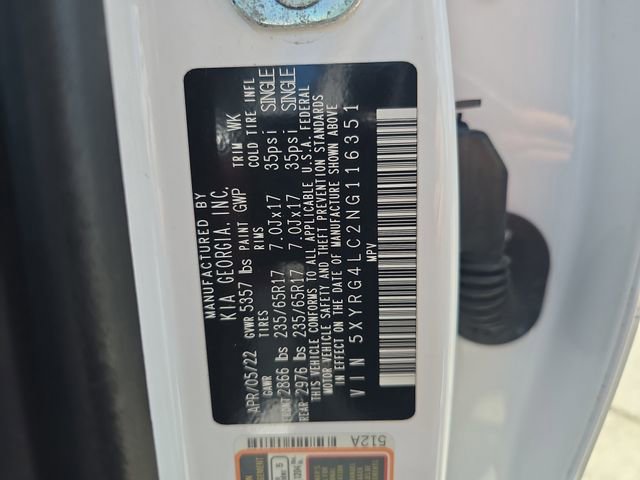 MANUFACTURED BY
KIA GEORGIA, INC.
APR/05/22 GVWR 5357 lbs PAINT GWP TRIM WK
GAWR TIRES RIMS COLD TIRE INFL
FRONT 2866 lbs 235/65R17 7.0Jx17 35psi SINGLE
REAR 2976 lbs 235/65R17 7.0Jx17 35psi SINGLE
THIS VEHICLE CONFORMS TO ALL APPLICABLE U.S.A. FEDERAL
MOTOR VEHICLE SAFETY AND THEFT PREVENTION STANDARDS
IN EFFECT ON THE DATE OF MANUFACTURE SHOWN ABOVE
VIN 5XYRG4LC2NG116351
MPV
512A